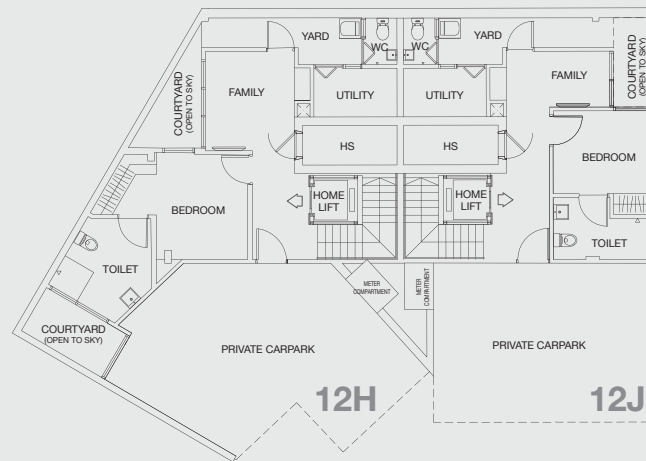 YARD
WC
WC
YARD
COURTYARD
(OPEN TO SKY)
FAMILY
UTILITY
UTILITY
FAMILY
COURTYARD
(OPEN TO SKY)
HS
HS
BEDROOM
BEDROOM
HOME
LIFT
HOME
LIFT
TOILET
TOILET
METER
COMPARTMENT
METER
COMPARTMENT
COURTYARD
(OPEN TO SKY)
PRIVATE CARPARK
PRIVATE CARPARK
12H
12J